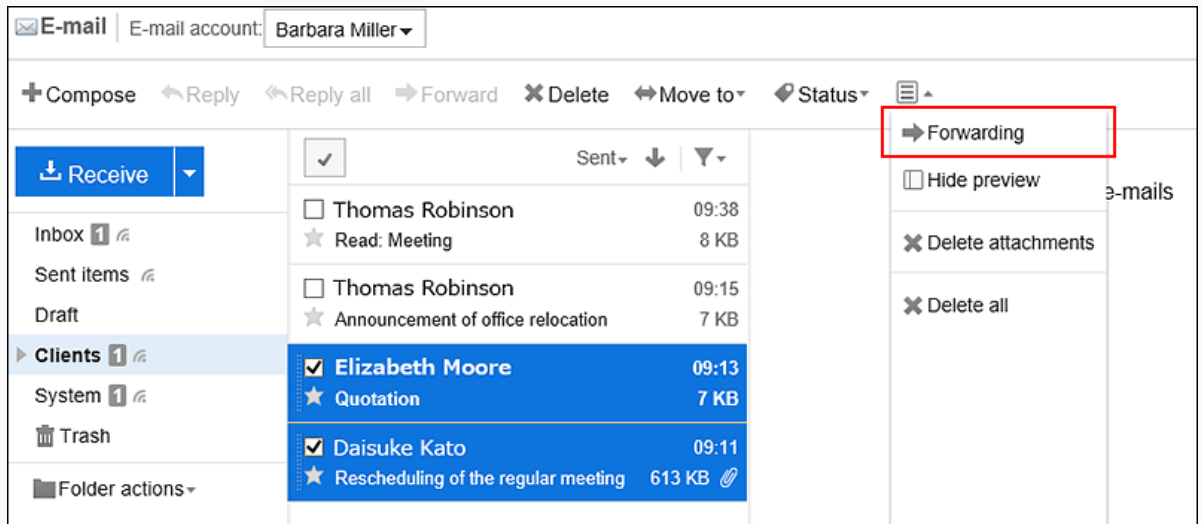 E-mail E-mail account: Barbara Miller
Compose Reply Reply all Forward Delete Move to Status
Forwarding
Hide preview
Delete attachments
Delete all
e-mails
Receive
Inbox 1
Sent items
Draft
Clients 1
System 1
Trash
Folder actions
Sent
Thomas Robinson 09:38
Read: Meeting 8 KB
Thomas Robinson 09:15
Announcement of office relocation 7 KB
Elizabeth Moore 09:13
Quotation 7 KB
Daisuke Kato 09:11
Rescheduling of the regular meeting 613 KB